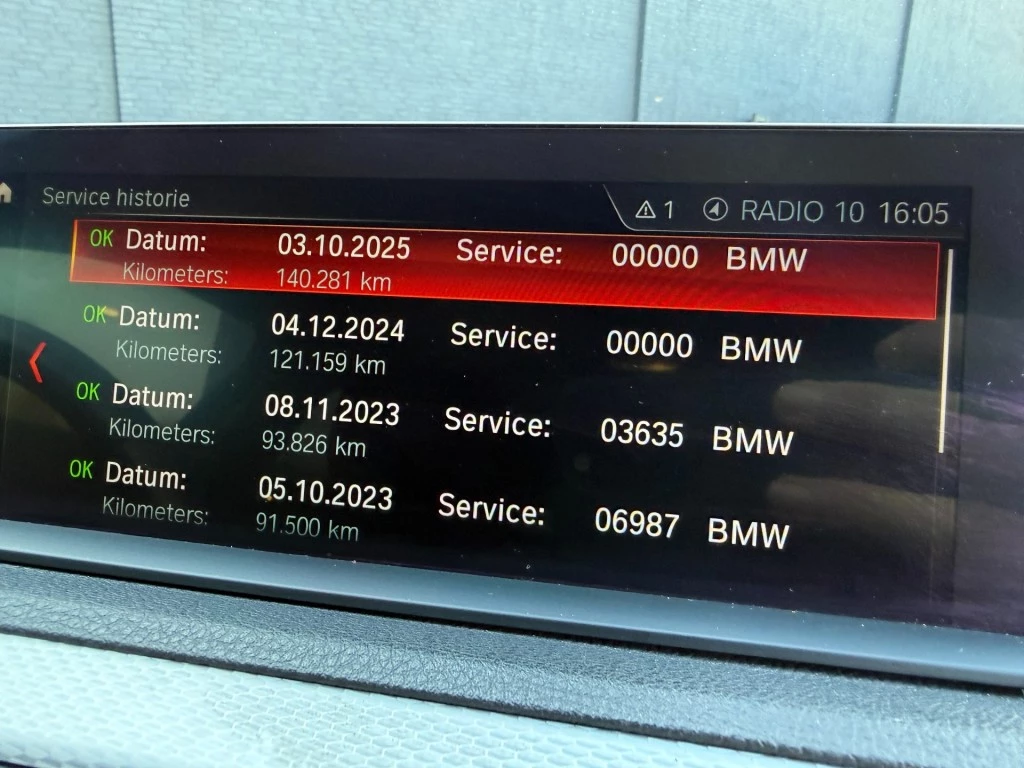 Service historie 1 RADIO 10 16:05
OK Datum: 03.10.2025 Service: 00000 BMW
Kilometers: 140.281 km
OK Datum: 04.12.2024 Service: 00000 BMW
Kilometers: 121.159 km
OK Datum: 08.11.2023 Service: 03635 BMW
Kilometers: 93.826 km
OK Datum: 05.10.2023 Service: 06987 BMW
Kilometers: 91.500 km